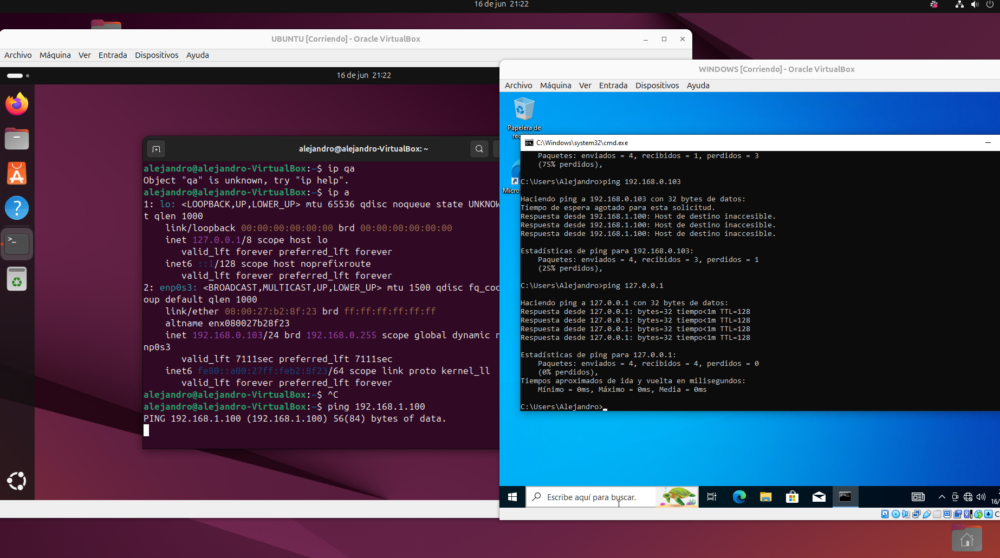 16 de jun 21:22
UBUNTU [Corriendo] - Oracle VirtualBox
Archivo Máquina Ver Entrada Dispositivos Ayuda
16 de jun 21:22
alejandro@alejandro-VirtualBox: ~
alejandro@alejandro-VirtualBox:~$ ip qa
Object "qa" is unknown, try "ip help".
alejandro@alejandro-VirtualBox:~$ ip a
1: lo: <LOOPBACK,UP,LOWER_UP> mtu 65536 qdisc noqueue state UNKNOW
t qlen 1000
link/loopback 00:00:00:00:00:00 brd 00:00:00:00:00:00
inet 127.0.0.1/8 scope host lo
valid_lft forever preferred_lft forever
inet6 ::1/128 scope host noprefixroute
valid_lft forever preferred_lft forever
2: enp0s3: <BROADCAST,MULTICAST,UP,LOWER_UP> mtu 1500 qdisc fq_cod
oup default qlen 1000
link/ether 08:00:27:b2:8f:23 brd ff:ff:ff:ff:ff:ff
altname enx080027b28f23
inet 192.168.0.103/24 brd 192.168.0.255 scope global dynamic n
np0s3
valid_lft 7111sec preferred_lft 7111sec
inet6 fe80::a00:27ff:feb2:8f23/64 scope link proto kernel_ll
valid_lft forever preferred_lft forever
alejandro@alejandro-VirtualBox:~$ ^C
alejandro@alejandro-VirtualBox:~$ ping 192.168.1.100
PING 192.168.1.100 (192.168.1.100) 56(84) bytes of data.
WINDOWS [Corriendo] - Oracle VirtualBox
Archivo Máquina Ver Entrada Dispositivos Ayuda
Papelera de
Micros
C:\Windows\system32\cmd.exe
Paquetes: enviados = 4, recibidos = 1, perdidos = 3
(75% perdidos),
C:\Users\Alejandro>ping 192.168.0.103
Haciendo ping a 192.168.0.103 con 32 bytes de datos:
Tiempo de espera agotado para esta solicitud.
Respuesta desde 192.168.1.100: Host de destino inaccesible.
Respuesta desde 192.168.1.100: Host de destino inaccesible.
Respuesta desde 192.168.1.100: Host de destino inaccesible.
Estadísticas de ping para 192.168.0.103:
Paquetes: enviados = 4, recibidos = 3, perdidos = 1
(25% perdidos),
C:\Users\Alejandro>ping 127.0.0.1
Haciendo ping a 127.0.0.1 con 32 bytes de datos:
Respuesta desde 127.0.0.1: bytes=32 tiempo<1m TTL=128
Respuesta desde 127.0.0.1: bytes=32 tiempo<1m TTL=128
Respuesta desde 127.0.0.1: bytes=32 tiempo<1m TTL=128
Respuesta desde 127.0.0.1: bytes=32 tiempo<1m TTL=128
Estadísticas de ping para 127.0.0.1:
Paquetes: enviados = 4, recibidos = 4, perdidos = 0
(0% perdidos),
Tiempos aproximados de ida y vuelta en milisegundos:
Mínimo = 0ms, Máximo = 0ms, Media = 0ms
C:\Users\Alejandro>
Escribe aquí para buscar.
16/